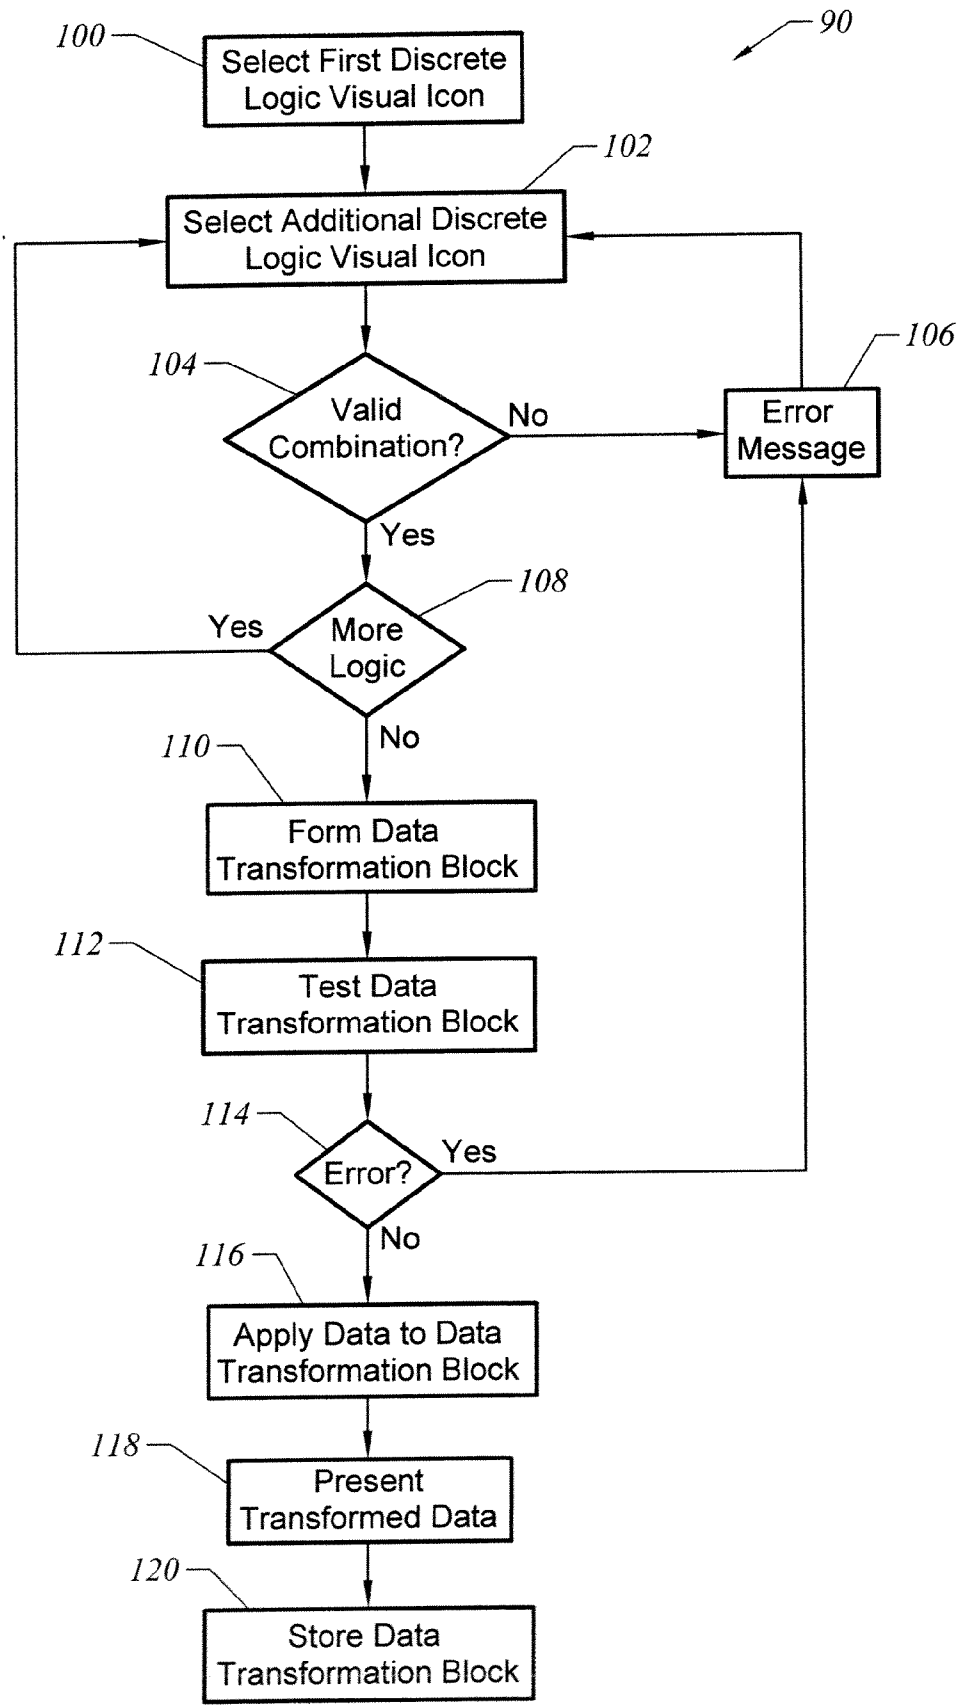 100
90
Select First Discrete
Logic Visual Icon
102
Select Additional Discrete
Logic Visual Icon
104
106
Valid
Combination?
No
Error
Message
Yes
108
Yes
More
Logic
No
110
Form Data
Transformation Block
112
Test Data
Transformation Block
114
Error?
Yes
No
116
Apply Data to Data
Transformation Block
118
Present
Transformed Data
120
Store Data
Transformation Block